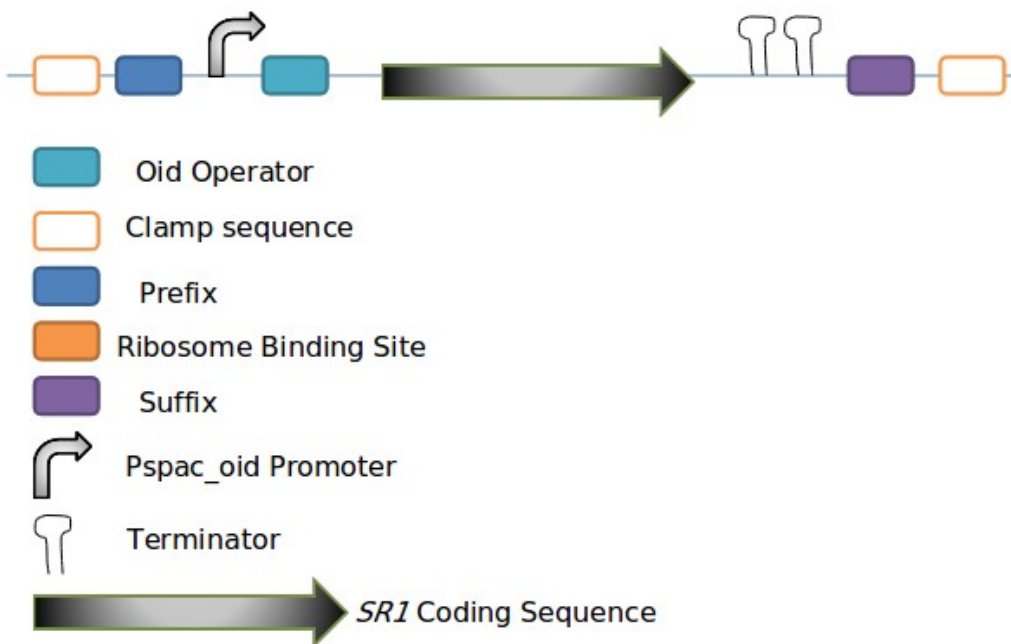 Oid Operator
Clamp sequence
Prefix
Ribosome Binding Site
Suffix
Pspac_oid Promoter
Terminator
SR1 Coding Sequence